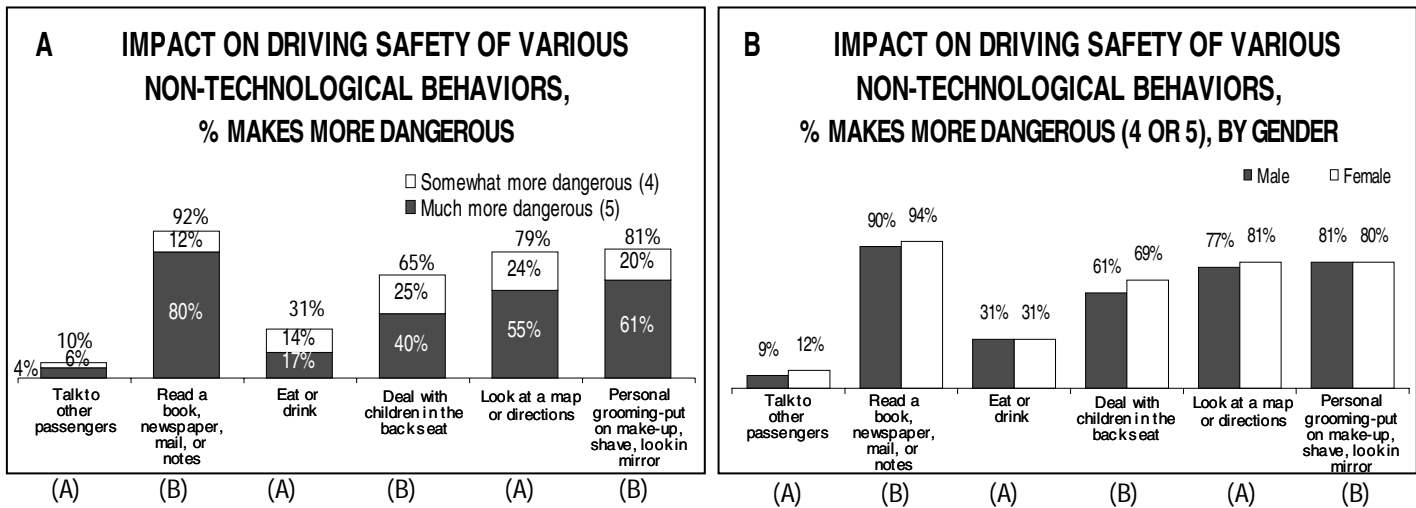 A IMPACT ON DRIVING SAFETY OF VARIOUS
NON-TECHNOLOGICAL BEHAVIORS,
% MAKES MORE DANGEROUS
Somewhat more dangerous (4)
Much more dangerous (5)
92%
12%
80%
10%
6%
4%
31%
14%
17%
65%
25%
40%
79%
24%
55%
81%
20%
61%
Talk to
other
passengers
Read a
book,
newspaper,
mail, or
notes
Eat or
drink
Deal with
children in the
backseat
Look at a map
or directions
Personal
grooming-put
on make-up,
shave, look in
mirror
(A) (B) (A) (B) (A) (B)
B IMPACT ON DRIVING SAFETY OF VARIOUS
NON-TECHNOLOGICAL BEHAVIORS,
% MAKES MORE DANGEROUS (4 OR 5), BY GENDER
Male Female
9% 12%
90% 94%
31% 31%
61% 69%
77% 81%
81% 80%
Talk to
other
passengers
Read a
book,
newspaper,
mail, or
notes
Eat or
drink
Deal with
children in the
backseat
Look at a map
or directions
Personal
grooming-put
on make-up,
shave, look in
mirror
(A) (B) (A) (B) (A) (B)